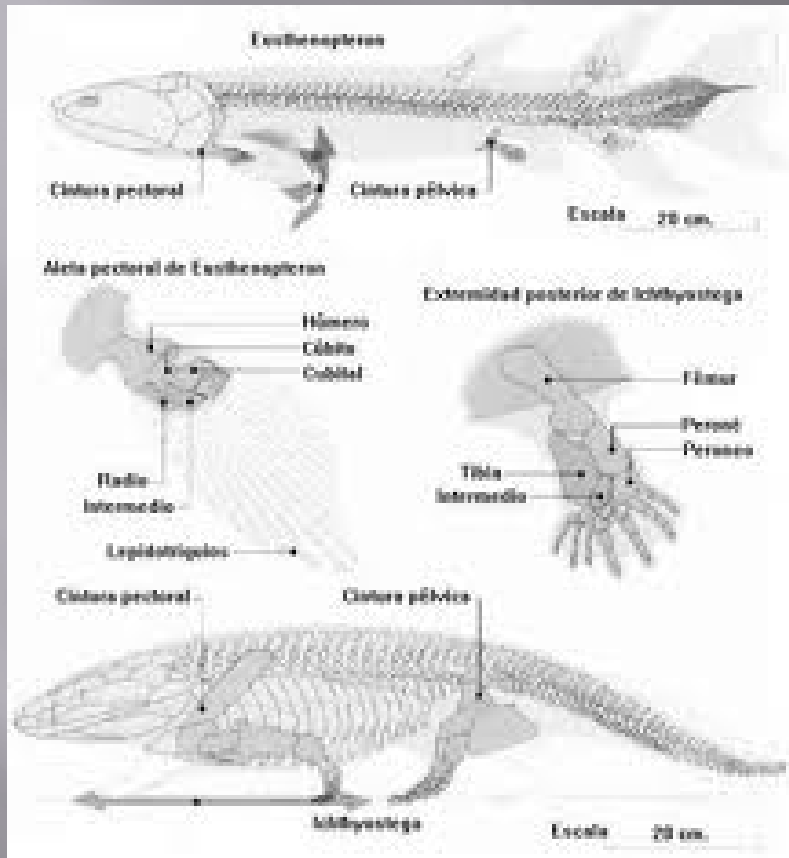 Eusthenopteron
Cintura pectoral
Cintura pélvica
Escala 20 cm.
Aleta pectoral de Eusthenopteron
Extremidad posterior de Ichthyostega
Húmero
Cúbito
Cubital
Fémur
Peroné
Peroneo
Radio
Intermedio
Tibia
Intermedio
Lepidotriquios
Cintura pectoral
Cintura pélvica
Ichthyostega
Escala 20 cm.